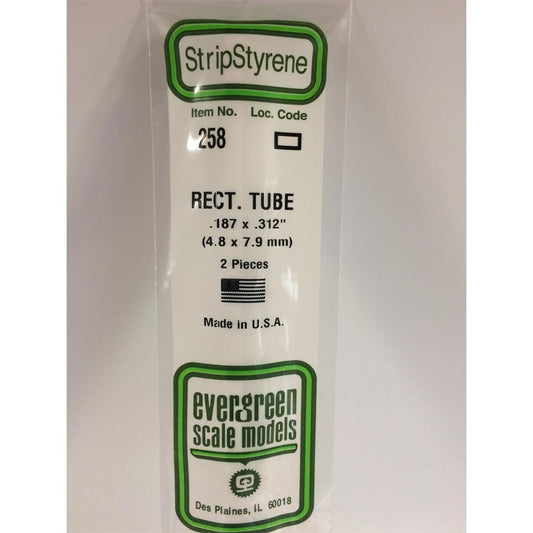 StripStyrene
Item No. Loc. Code
258
RECT. TUBE
.187 x .312"
(4.8 x 7.9 mm)
2 Pieces
Made in U.S.A.
evergreen
scale models
Des Plaines, IL 60018